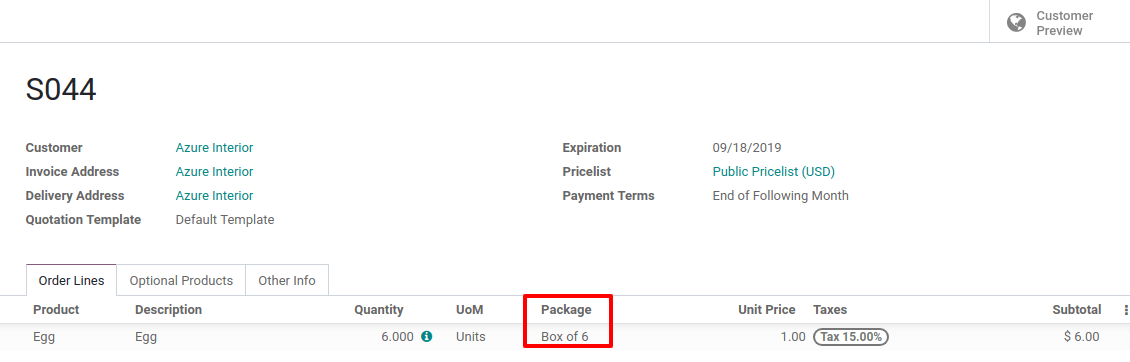 Customer
Preview
S044
Customer Azure Interior Expiration 09/18/2019
Invoice Address Azure Interior Pricelist Public Pricelist (USD)
Delivery Address Azure Interior Payment Terms End of Following Month
Quotation Template Default Template
Order Lines Optional Products Other Info
Product Description Quantity UoM Package Unit Price Taxes Subtotal
Egg Egg 6.000 Units Box of 6 1.00 Tax 15.00% $ 6.00